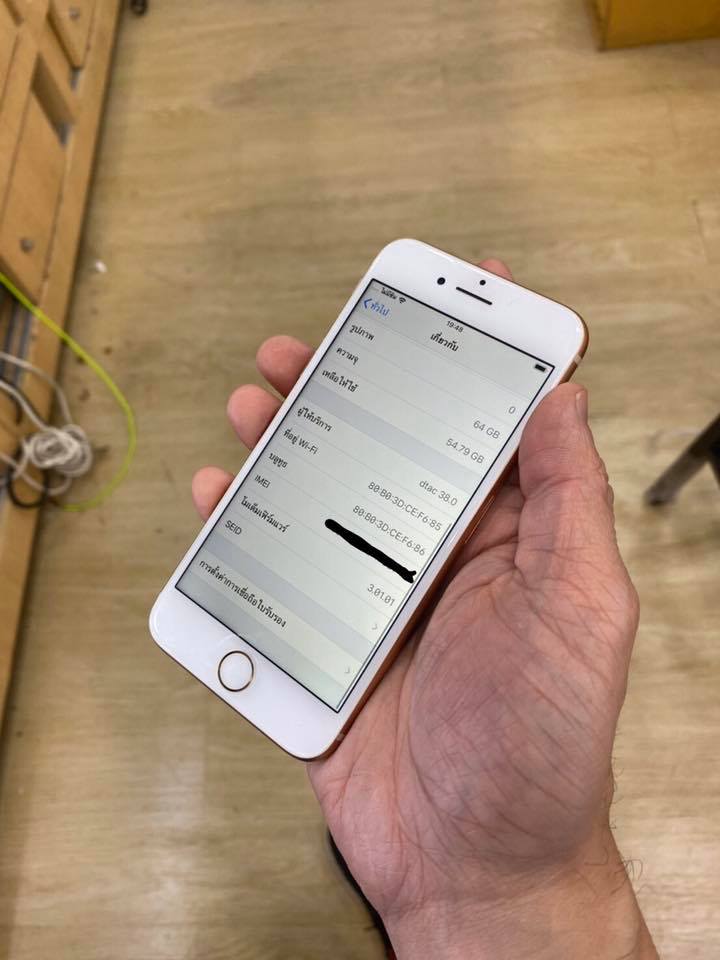 ไม่มีซิม 19:48
ทั่วไป เกี่ยวกับ
รูปภาพ 0
ความจุ 64 GB
เหลือให้ใช้ 54.79 GB
ผู้ให้บริการ dtac 38.0
ที่อยู่ Wi-Fi 80:B0:3D:CE:F6:85
บลูทูธ 80:B0:3D:CE:F6:B6
IMEI
โมเด็มเฟิร์มแวร์ 3.01.01
SEID
การตั้งค่าการเชื่อถือใบรับรอง